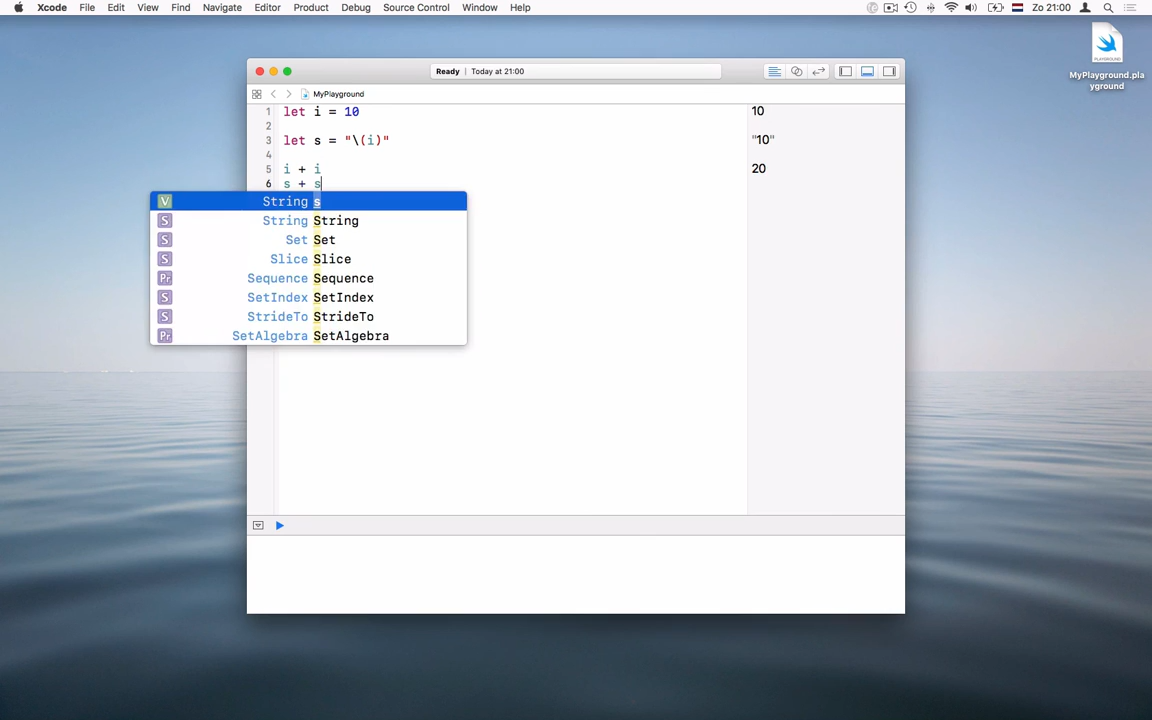 Xcode File Edit View Find Navigate Editor Product Debug Source Control Window Help Zo 21:00
PLAYGROUND
MyPlayground.pla
yground
Ready | Today at 21:00
MyPlayground
1 let i = 10 10
2
3 let s = "\(i)" "10"
4
5 i + i 20
6 s + s
V String s
S String String
S Set Set
S Slice Slice
Pr Sequence Sequence
S SetIndex SetIndex
S StrideTo StrideTo
Pr SetAlgebra SetAlgebra